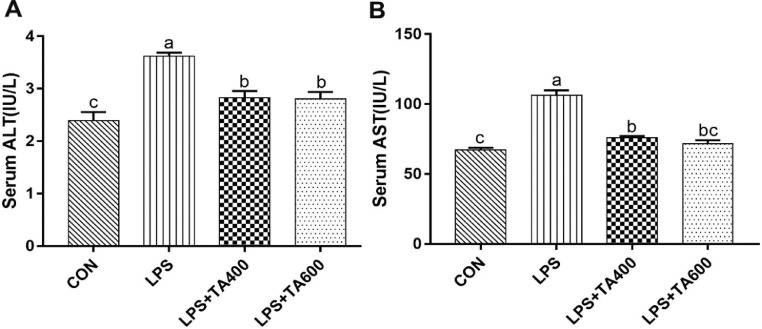 A
Serum ALT(IU/L)
4
3
2
1
0
c
a
b
b
CON
LPS
LPS+TA400
LPS+TA600
B
Serum AST(IU/L)
150
100
50
0
c
a
b
bc
CON
LPS
LPS+TA400
LPS+TA600